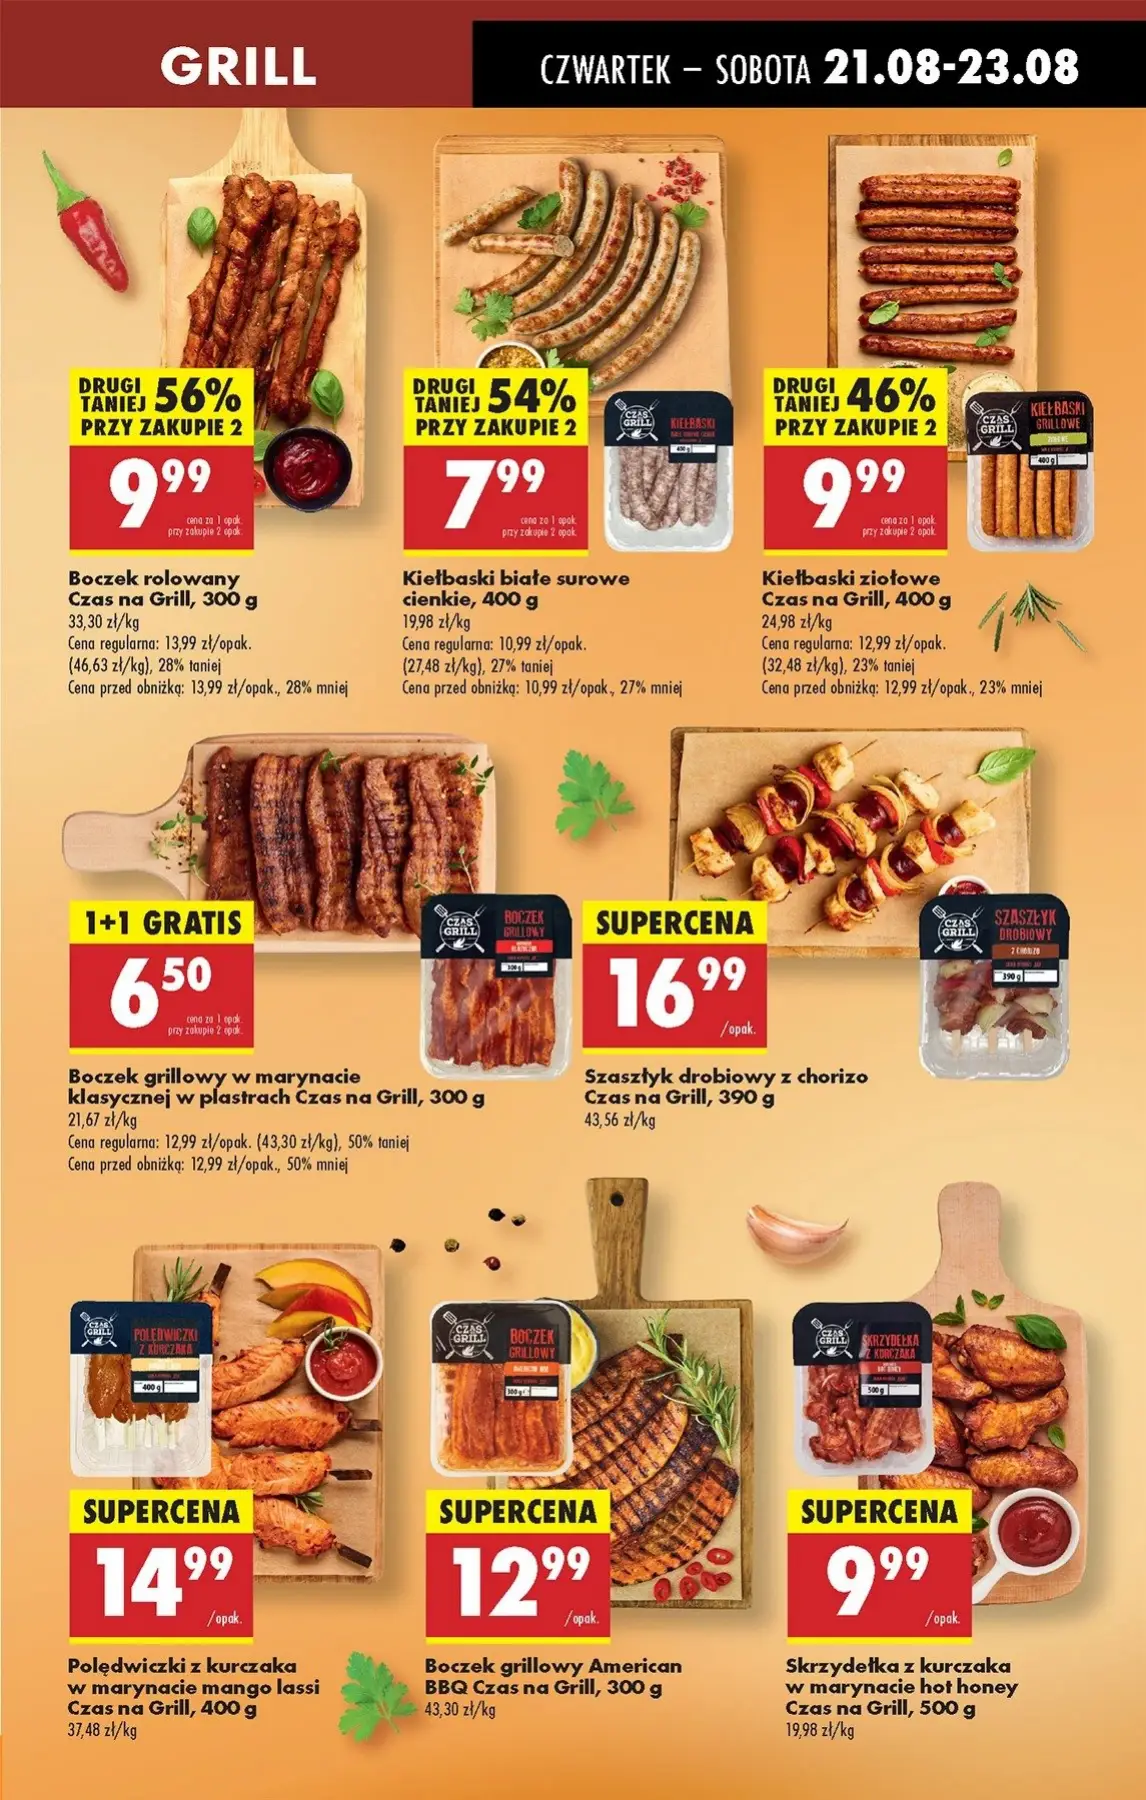 GRILL
CZWARTEK – SOBOTA 21.08-23.08
DRUGI TANIEJ 56%
PRZY ZAKUPIE 2
9 99
cena za 1 opak.
przy zakupie 2 opak.
Boczek rolowany
Czas na Grill, 300 g
33,30 zł/kg
Cena regularna: 13,99 zł/opak.
(46,63 zł/kg), 28% taniej
Cena przed obniżką: 13,99 zł/opak., 28% mniej
DRUGI TANIEJ 54%
PRZY ZAKUPIE 2
7 99
cena za 1 opak.
przy zakupie 2 opak.
CZAS NA GRILL
KIEŁBASKI
400 g
Kiełbaski białe surowe
cienkie, 400 g
19,98 zł/kg
Cena regularna: 10,99 zł/opak.
(27,48 zł/kg), 27% taniej
Cena przed obniżką: 10,99 zł/opak., 27% mniej
DRUGI TANIEJ 46%
PRZY ZAKUPIE 2
9 99
cena za 1 opak.
przy zakupie 2 opak.
CZAS NA GRILL
KIEŁBASKI
GRILLOWE
ZIOŁOWE
400 g
Kiełbaski ziołowe
Czas na Grill, 400 g
24,98 zł/kg
Cena regularna: 12,99 zł/opak.
(32,48 zł/kg), 23% taniej
Cena przed obniżką: 12,99 zł/opak., 23% mniej
1+1 GRATIS
6 50
cena za 1 opak.
przy zakupie 2 opak.
CZAS NA GRILL
BOCZEK
GRILLOWY
300 g
Boczek grillowy w marynacie
klasycznej w plastrach Czas na Grill, 300 g
21,67 zł/kg
Cena regularna: 12,99 zł/opak. (43,30 zł/kg), 50% taniej
Cena przed obniżką: 12,99 zł/opak., 50% mniej
SUPERCENA
16 99
/opak.
CZAS NA GRILL
SZASZŁYK
DROBIOWY
Z CHORIZO
390 g
Szaszłyk drobiowy z chorizo
Czas na Grill, 390 g
43,56 zł/kg
CZAS NA GRILL
POLĘDWICZKI
Z KURCZAKA
400 g
SUPERCENA
14 99
/opak.
Polędwiczki z kurczaka
w marynacie mango lassi
Czas na Grill, 400 g
37,48 zł/kg
CZAS NA GRILL
BOCZEK
GRILLOWY
AMERICAN BBQ
300 g
SUPERCENA
12 99
/opak.
Boczek grillowy American
BBQ Czas na Grill, 300 g
43,30 zł/kg
CZAS NA GRILL
SKRZYDEŁKA
Z KURCZAKA
HOT HONEY
500 g
SUPERCENA
9 99
/opak.
Skrzydełka z kurczaka
w marynacie hot honey
Czas na Grill, 500 g
19,98 zł/kg